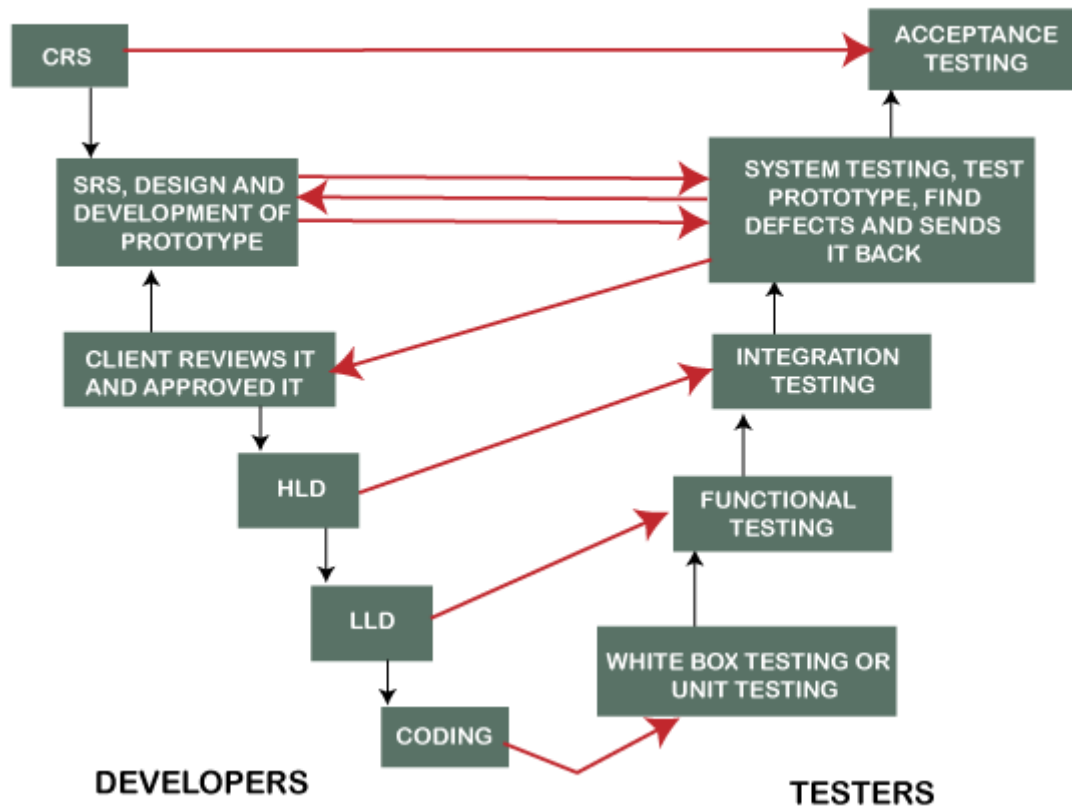 CRS
ACCEPTANCE
TESTING
SRS, DESIGN AND
DEVELOPMENT OF
PROTOTYPE
SYSTEM TESTING, TEST
PROTOTYPE, FIND
DEFECTS AND SENDS
IT BACK
CLIENT REVIEWS IT
AND APPROVED IT
INTEGRATION
TESTING
HLD
FUNCTIONAL
TESTING
LLD
WHITE BOX TESTING OR
UNIT TESTING
CODING
DEVELOPERS
TESTERS